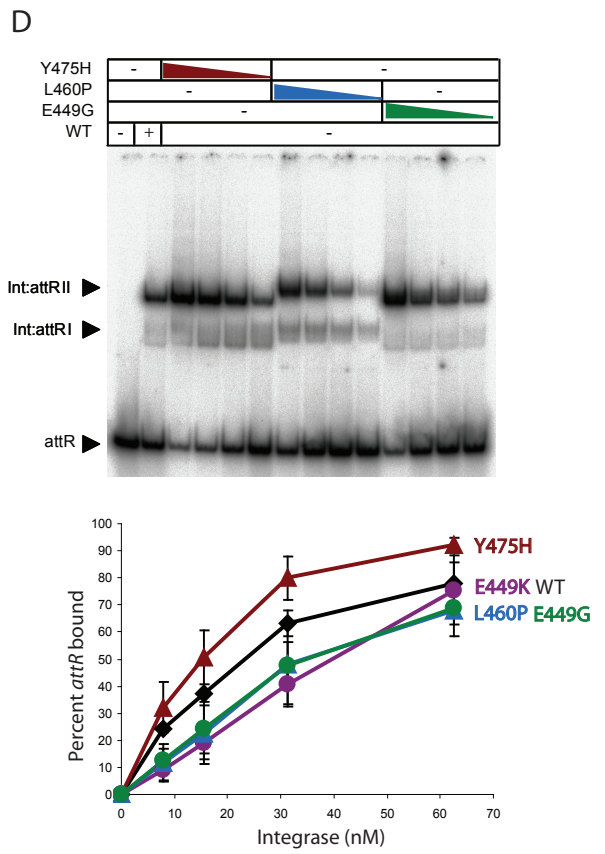 D
Y475H - -
L460P - -
E449G -
WT - + -
Int:attRII
Int:attRI
attR
100
90
80
70
60
50
40
30
20
10
0
Percent attR bound
Y475H
E449K WT
L460P E449G
0 10 20 30 40 50 60 70
Integrase (nM)